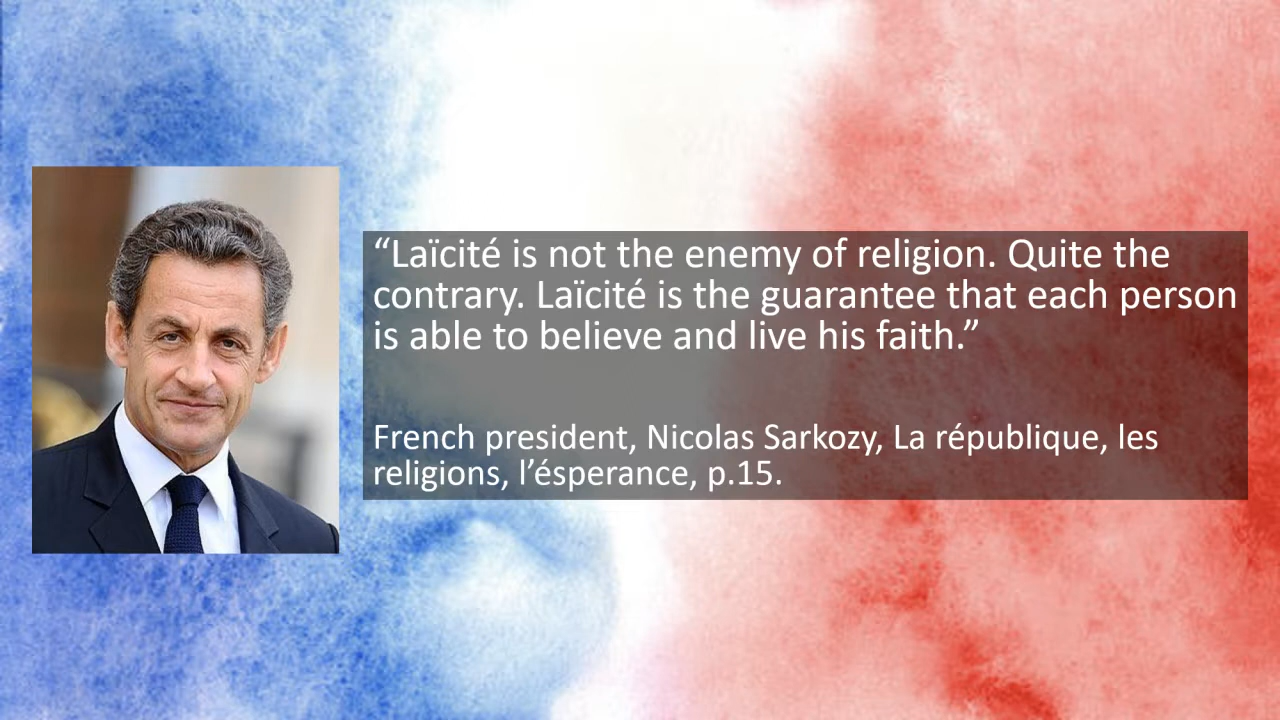 “Laïcité is not the enemy of religion. Quite the
contrary. Laïcité is the guarantee that each person
is able to believe and live his faith.”
French president, Nicolas Sarkozy, La république, les
religions, l’ésperance, p.15.